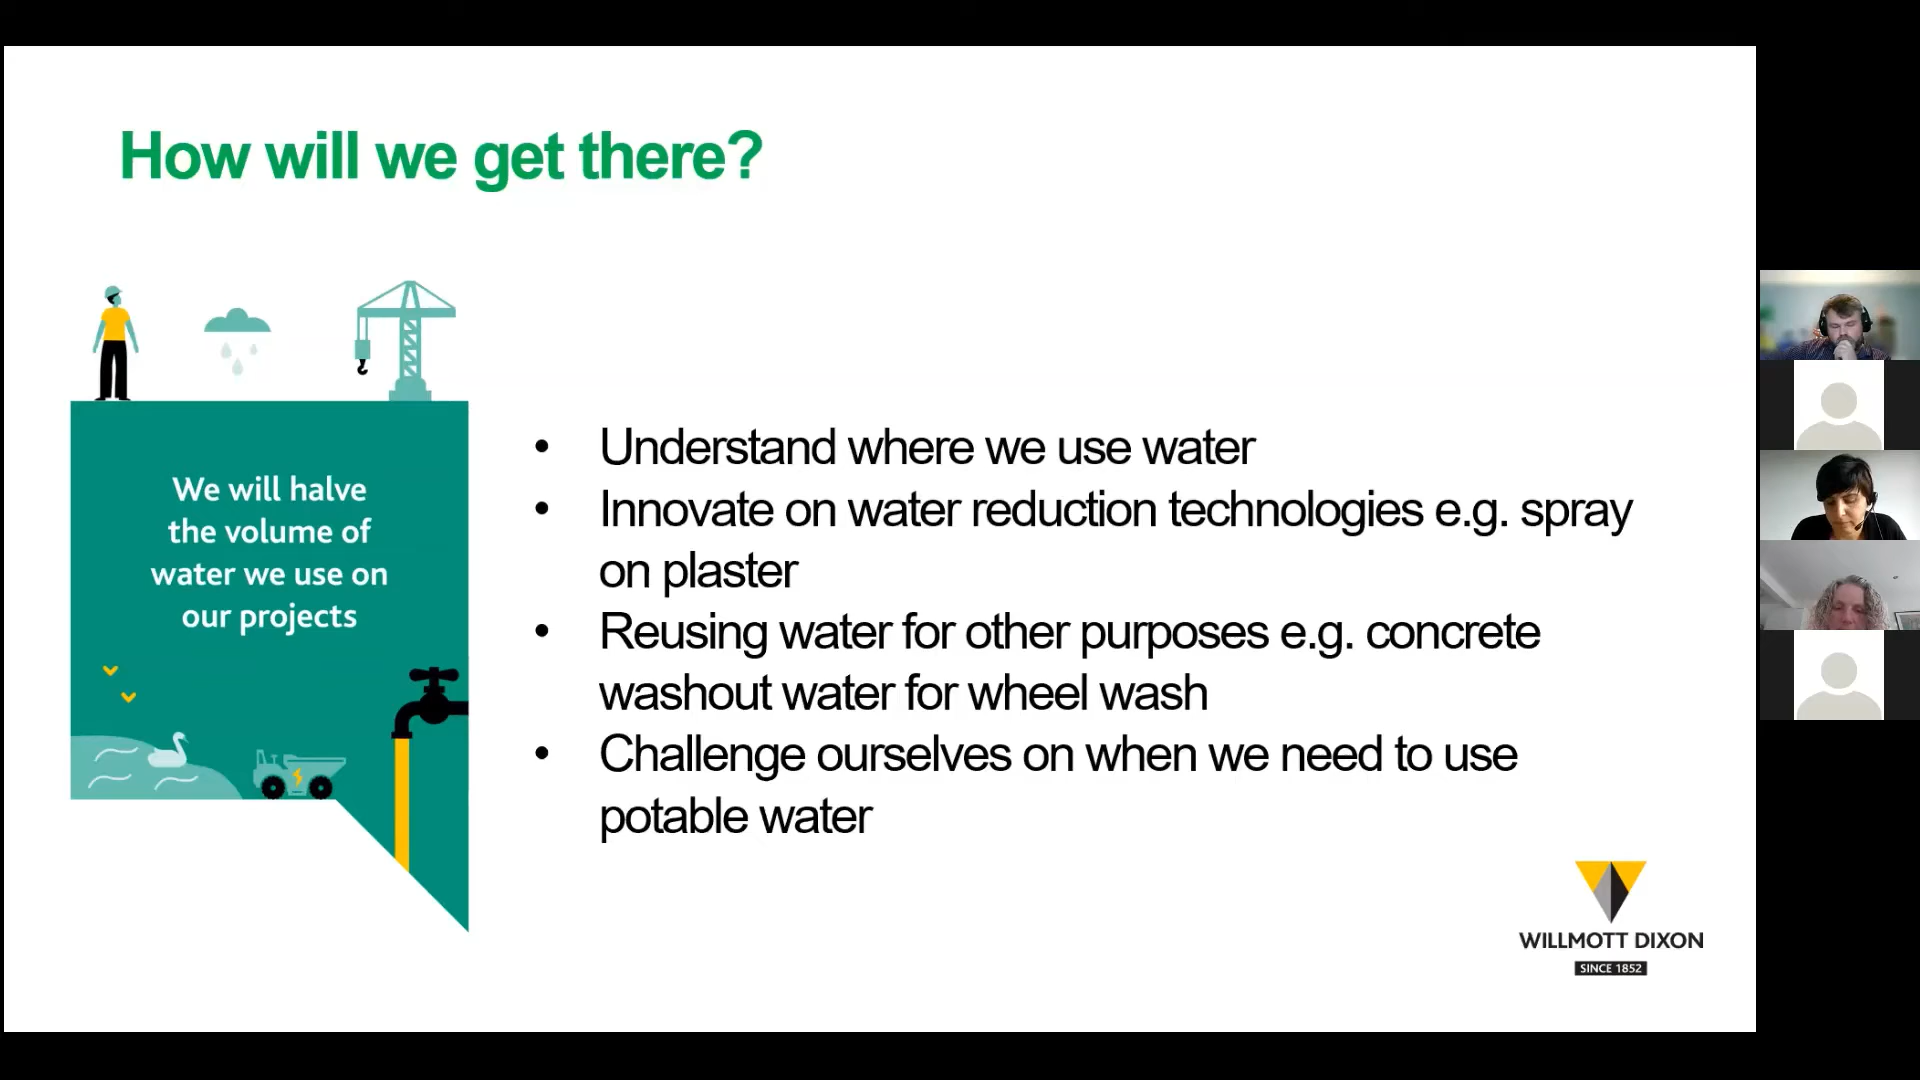 How will we get there?
We will halve
the volume of
water we use on
our projects
• Understand where we use water
• Innovate on water reduction technologies e.g. spray
on plaster
• Reusing water for other purposes e.g. concrete
washout water for wheel wash
• Challenge ourselves on when we need to use
potable water
WILLMOTT DIXON
SINCE 1852